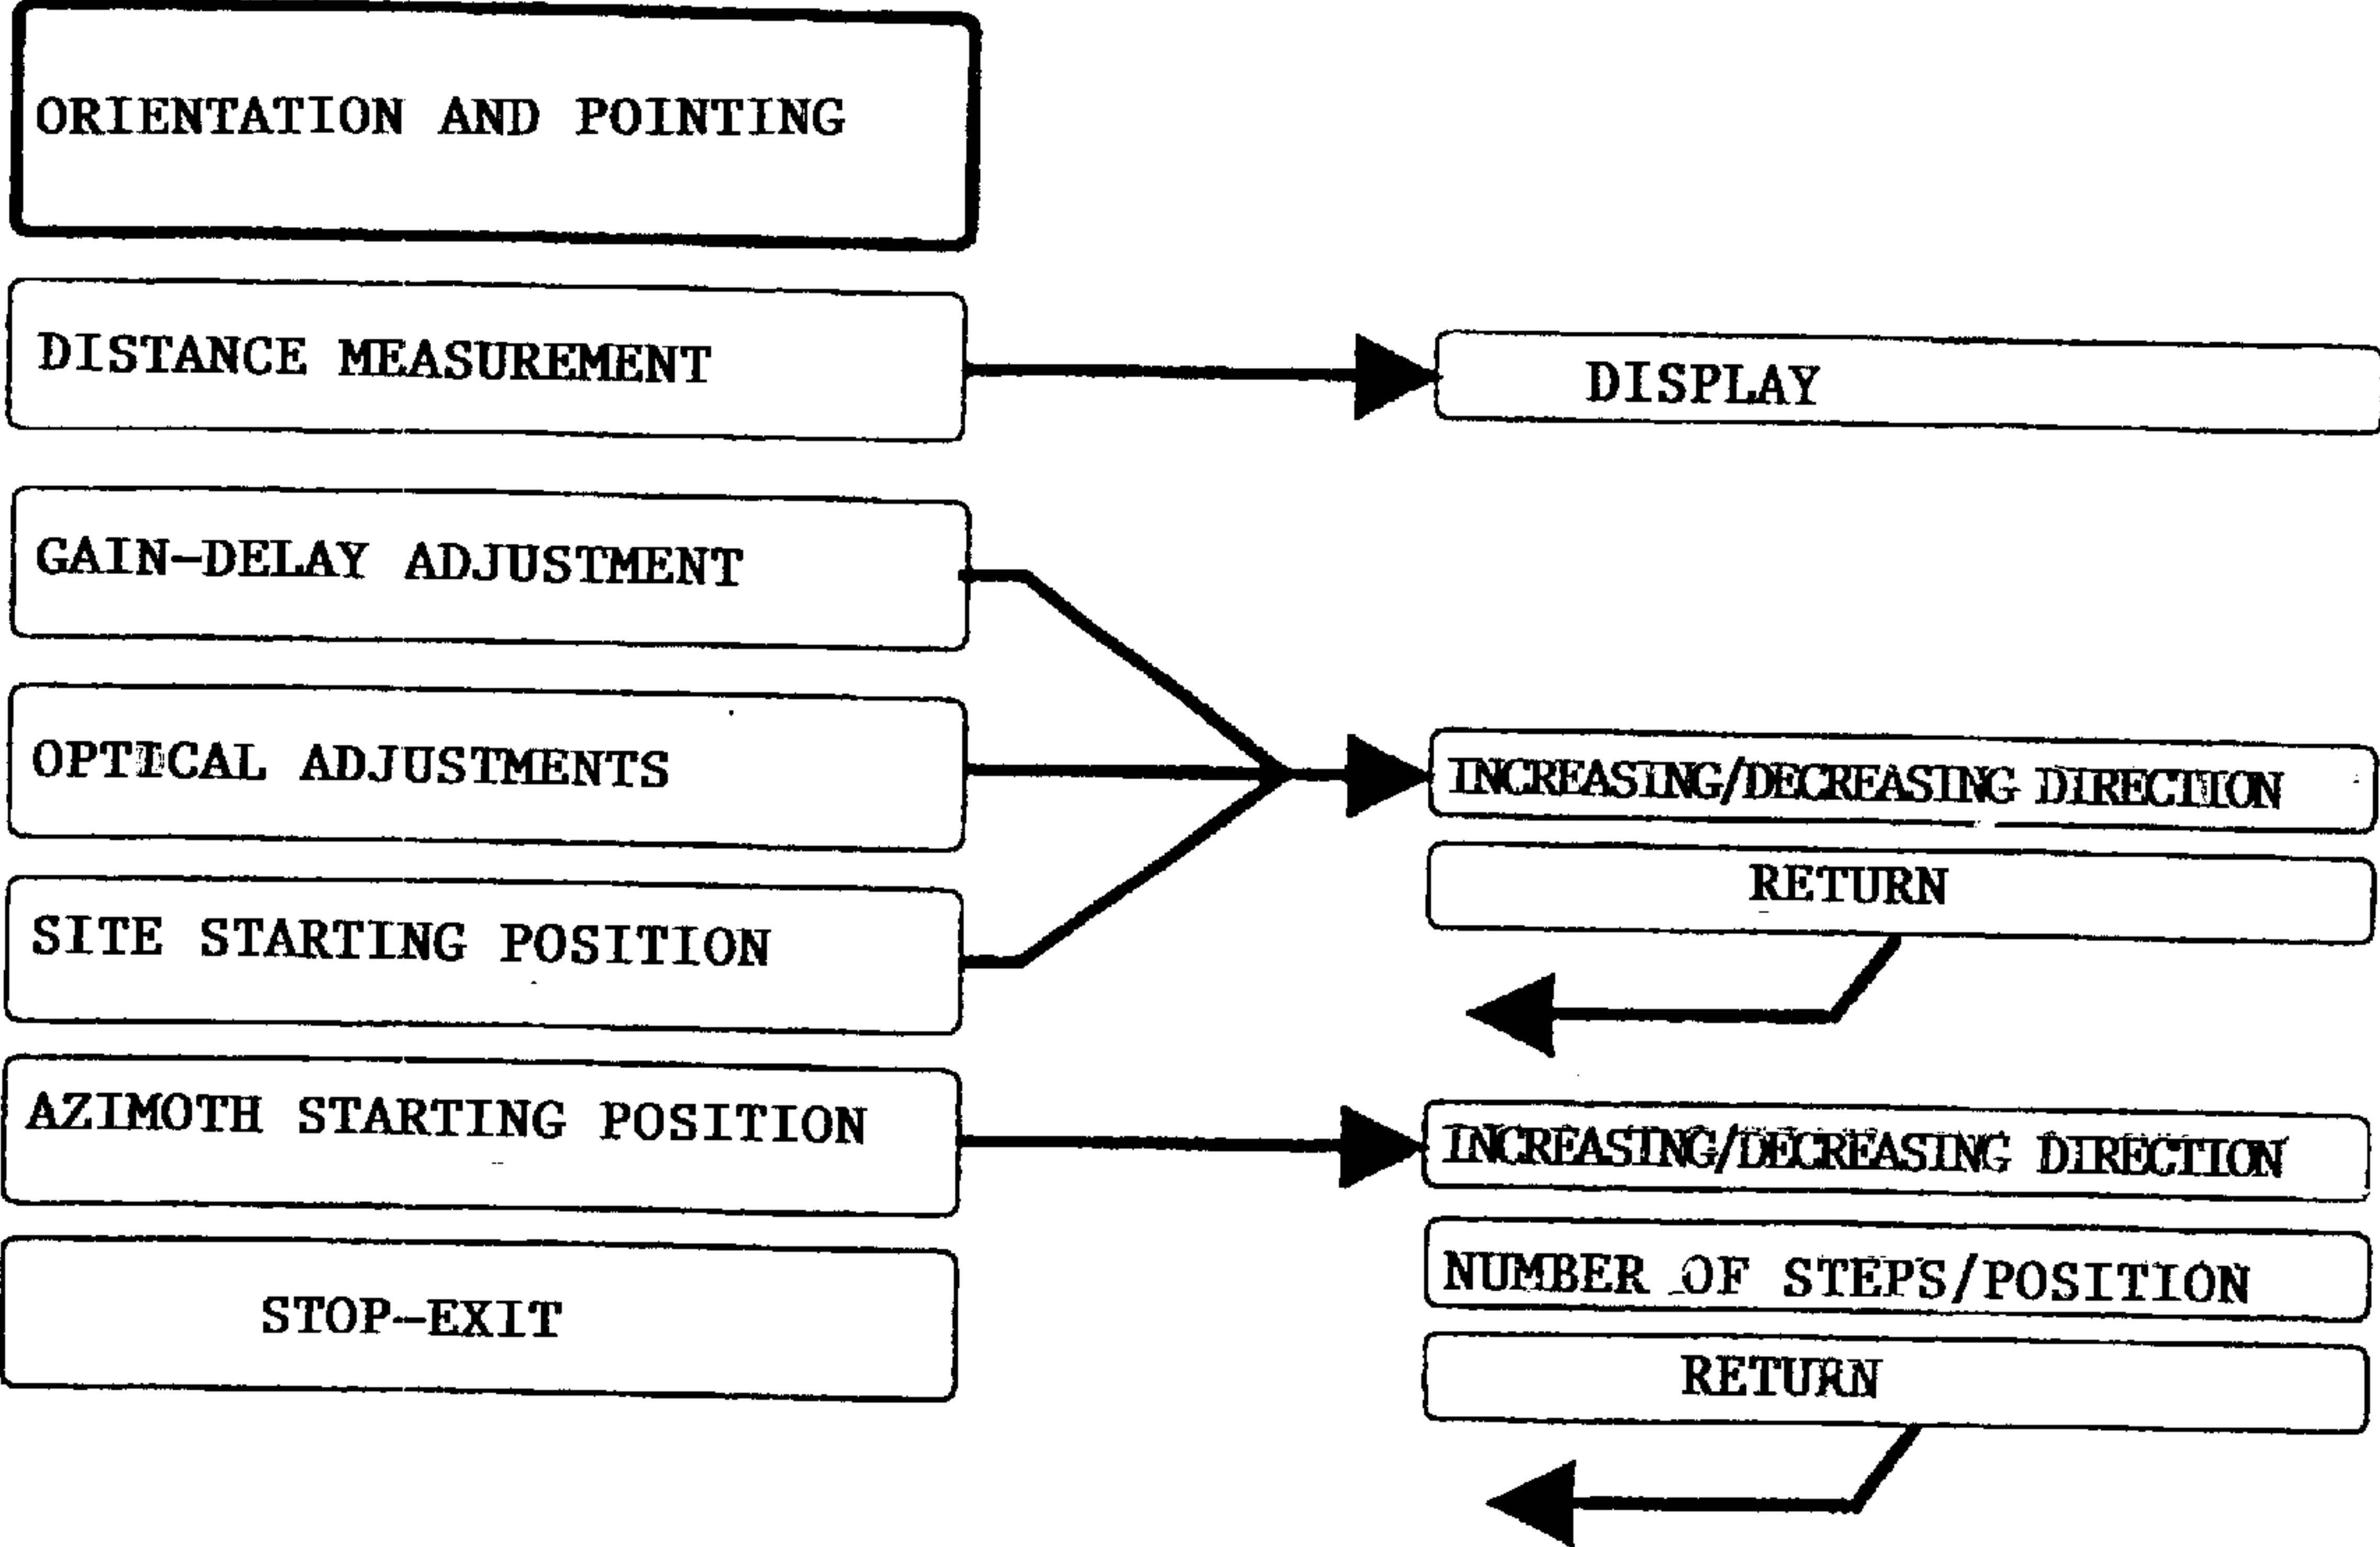 ORIENTATION AND POINTING
DISTANCE MEASUREMENT
DISPLAY
GAIN-DELAY ADJUSTMENT
OPTICAL ADJUSTMENTS
INCREASING/DECREASING DIRECTION
RETURN
SITE STARTING POSITION
AZIMOTH STARTING POSITION
INCREASING/DECREASING DIRECTION
NUMBER OF STEPS/POSITION
STOP-EXIT
RETURN